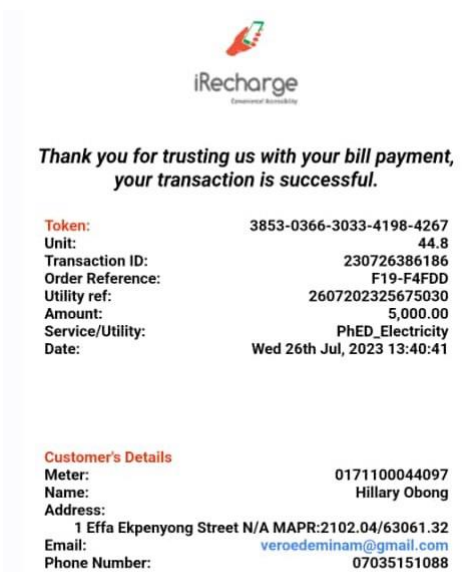 iRecharge
Convenience! Accessibility
Thank you for trusting us with your bill payment,
your transaction is successful.
Token: 3853-0366-3033-4198-4267
Unit: 44.8
Transaction ID: 230726386186
Order Reference: F19-F4FDD
Utility ref: 2607202325675030
Amount: 5,000.00
Service/Utility: PhED_Electricity
Date: Wed 26th Jul, 2023 13:40:41
Customer's Details
Meter: 0171100044097
Name: Hillary Obong
Address:
1 Effa Ekpenyong Street N/A MAPR:2102.04/63061.32
Email: veroedeminam@gmail.com
Phone Number: 07035151088